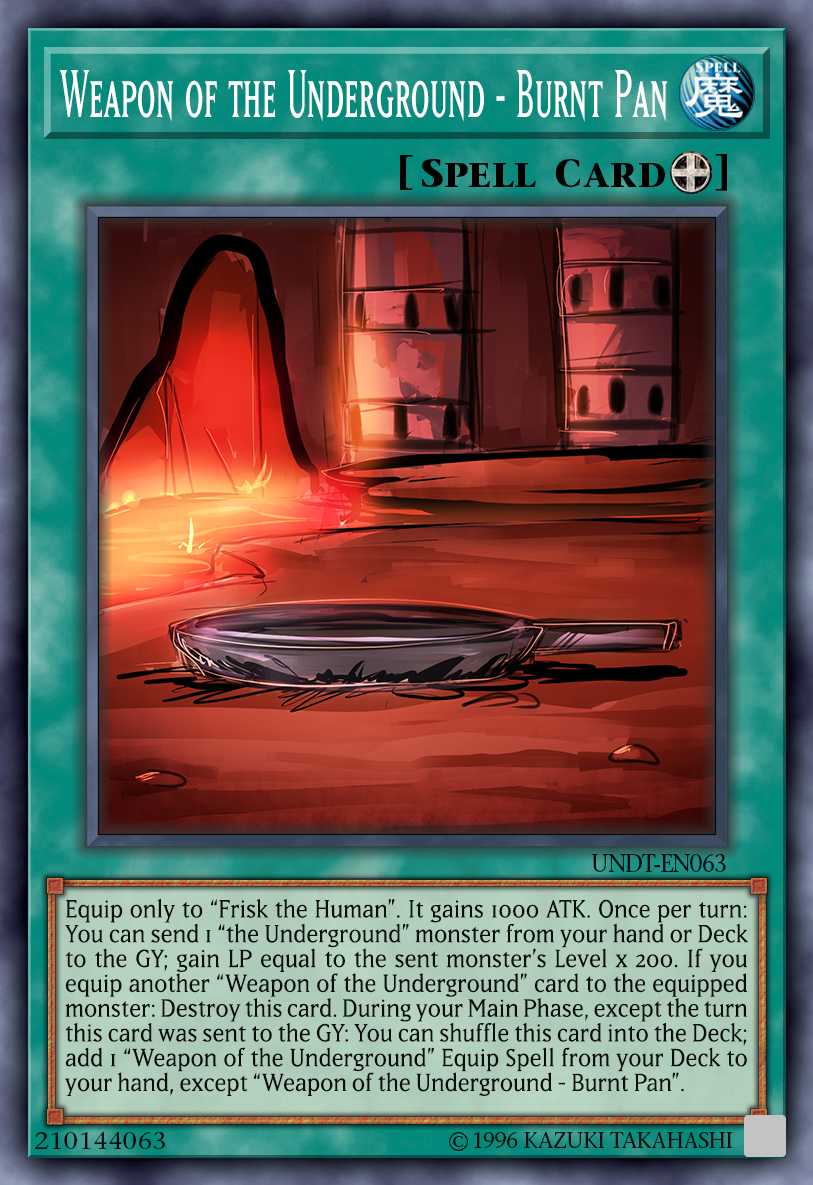 Weapon of the Underground - Burnt Pan
SPELL
魔
[Spell Card]
UNDT-EN063
Equip only to “Frisk the Human”. It gains 1000 ATK. Once per turn:
You can send 1 “the Underground” monster from your hand or Deck
to the GY; gain LP equal to the sent monster’s Level x 200. If you
equip another “Weapon of the Underground” card to the equipped
monster: Destroy this card. During your Main Phase, except the turn
this card was sent to the GY: You can shuffle this card into the Deck;
add 1 “Weapon of the Underground” Equip Spell from your Deck to
your hand, except “Weapon of the Underground - Burnt Pan”.
210144063
© 1996 KAZUKI TAKAHASHI